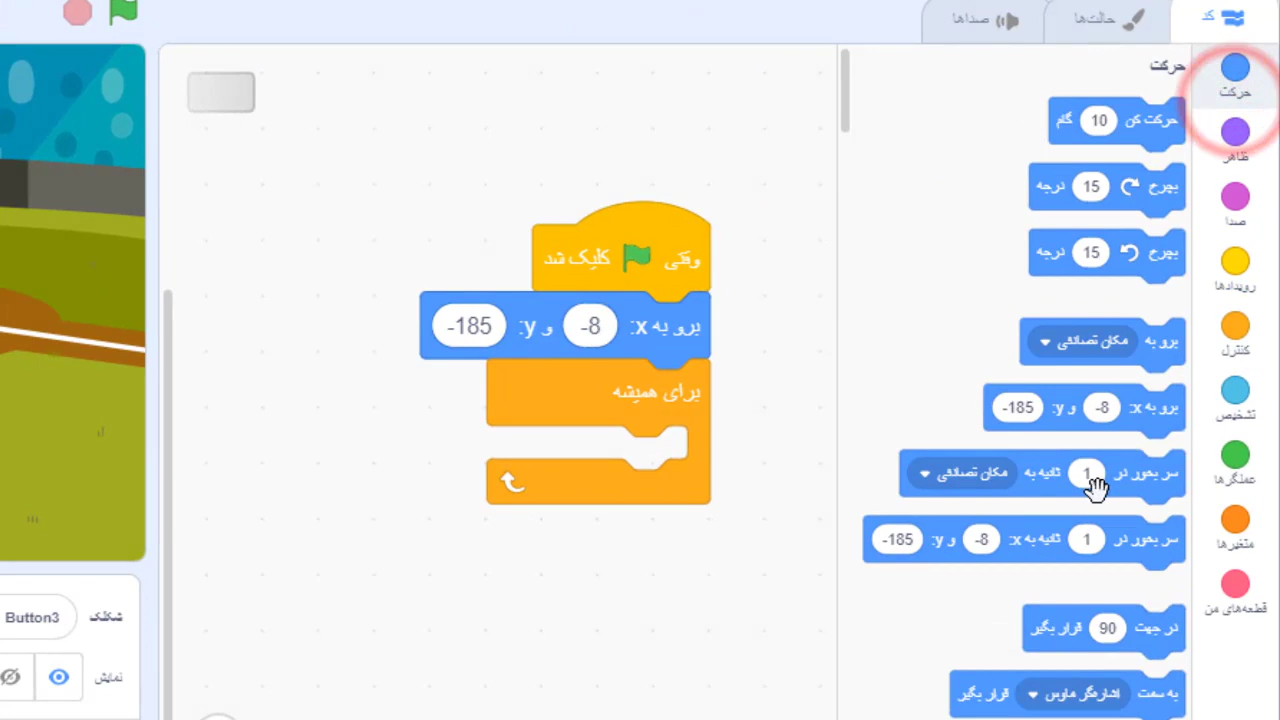 کد
حالت‌ها
صداها
حرکت
ظاهر
صدا
رویدادها
کنترل
تشخیص
عملگرها
متغیرها
قطعه‌های من
حرکت
حرکت کن 10 گام
بچرخ 15 درجه
بچرخ 15 درجه
برو به مکان تصادفی
برو به x: -8 و y: -185
سر بخور در 1 ثانیه به مکان تصادفی
سر بخور در 1 ثانیه به x: -8 و y: -185
در جهت 90 قرار بگیر
به سمت اشاره‌گر ماوس قرار بگیر
وقتی کلیک شد
برو به x: -8 و y: -185
برای همیشه
شکلک Button3
نمایش